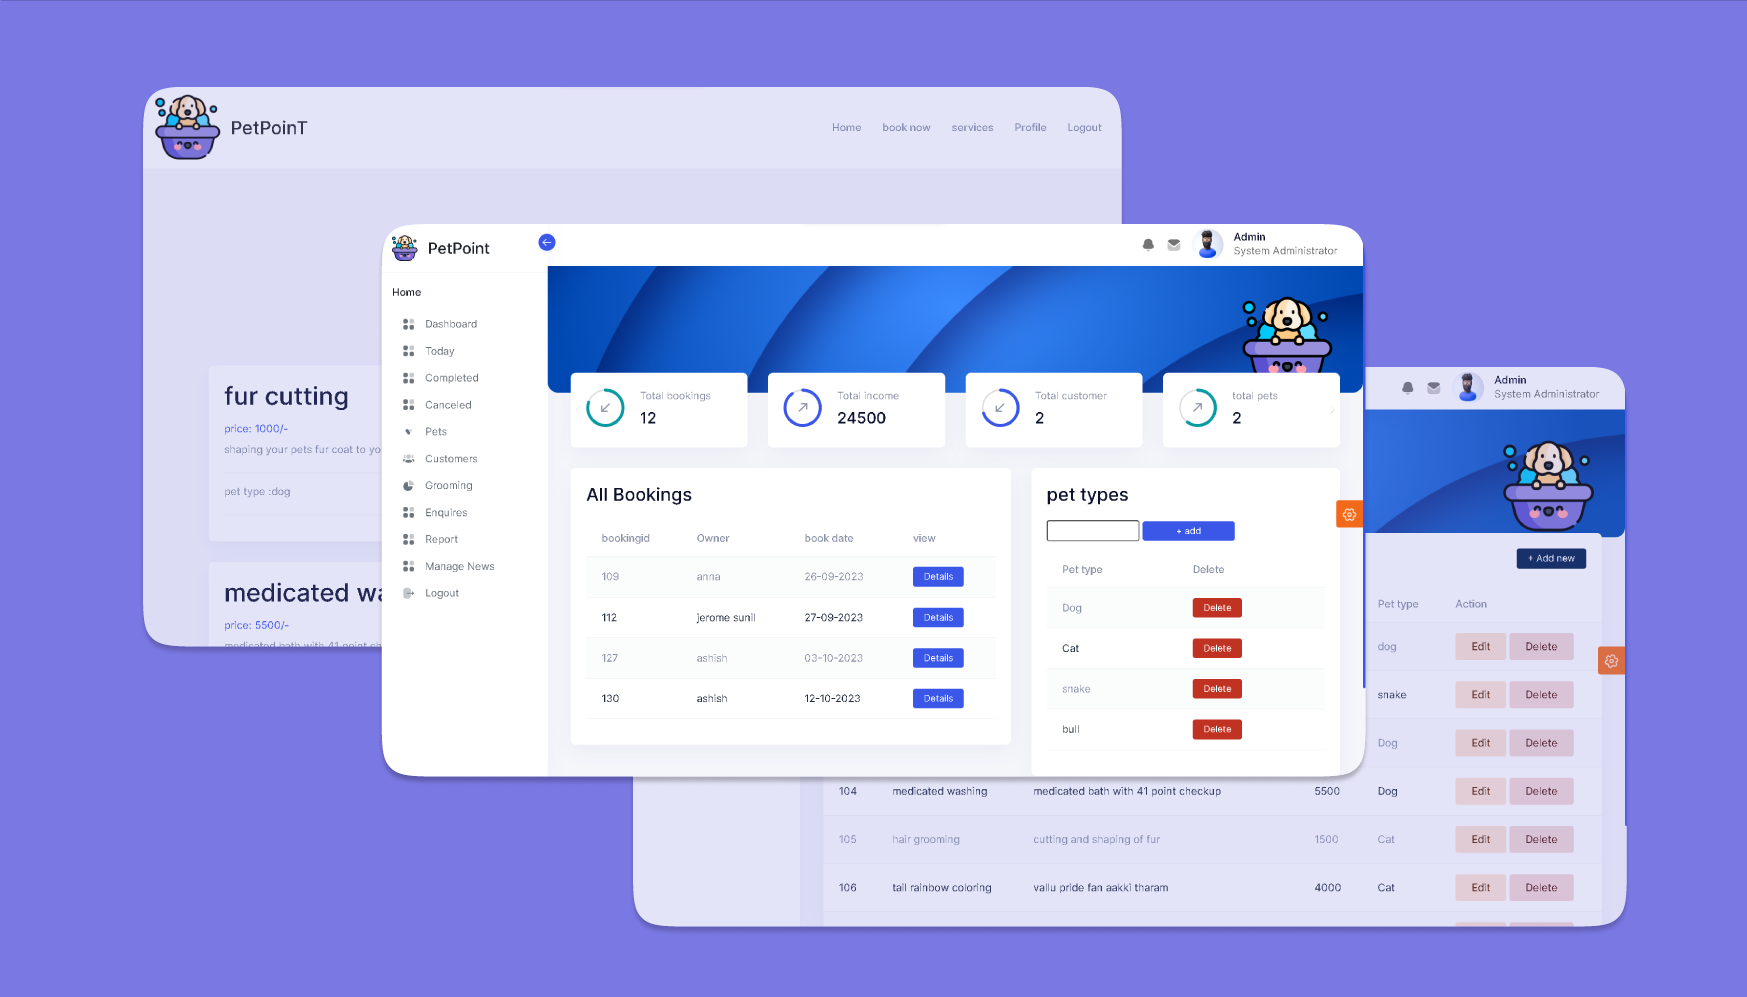 PetPoinT
Home book now services Profile Logout
fur cutting
price: 1000/-
shaping your pets fur coat to yo
pet type :dog
medicated wa
price: 5500/-
medicated bath with 41 point che
PetPoint
Admin
System Administrator
Home
Dashboard
Today
Completed
Canceled
Pets
Customers
Grooming
Enquires
Report
Manage News
Logout
Total bookings
12
Total income
24500
Total customer
2
total pets
2
All Bookings
bookingid Owner book date view
109 anna 26-09-2023 Details
112 jerome sunil 27-09-2023 Details
127 ashish 03-10-2023 Details
130 ashish 12-10-2023 Details
pet types
+ add
Pet type Delete
Dog Delete
Cat Delete
snake Delete
bull Delete
Admin
System Administrator
+ Add new
Pet type Action
dog Edit Delete
snake Edit Delete
Dog Edit Delete
104 medicated washing medicated bath with 41 point checkup 5500 Dog Edit Delete
105 hair grooming cutting and shaping of fur 1500 Cat Edit Delete
106 tail rainbow coloring vallu pride fan aakki tharam 4000 Cat Edit Delete